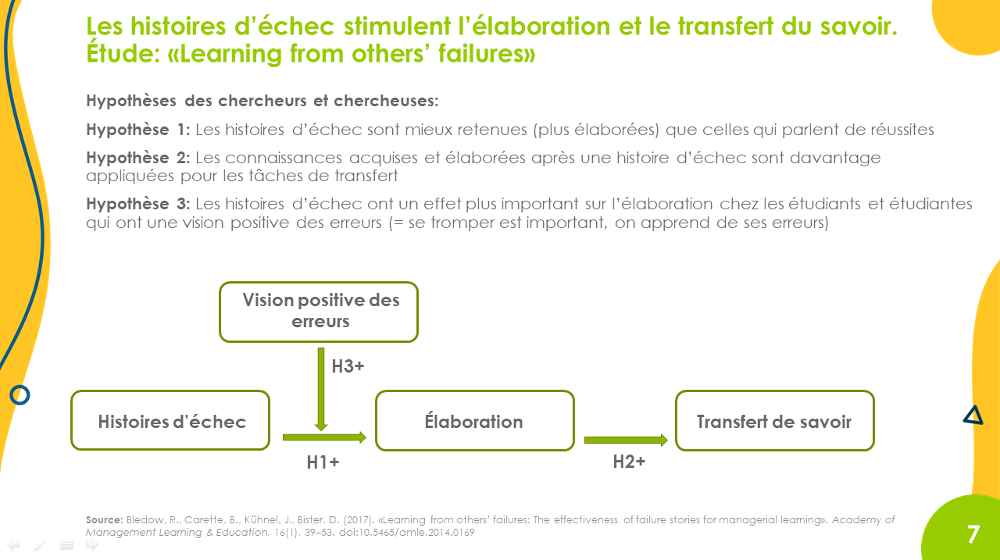 Les histoires d’échec stimulent l’élaboration et le transfert du savoir.
Étude: «Learning from others’ failures»
Hypothèses des chercheurs et chercheuses:
Hypothèse 1: Les histoires d’échec sont mieux retenues (plus élaborées) que celles qui parlent de réussites
Hypothèse 2: Les connaissances acquises et élaborées après une histoire d’échec sont davantage
appliquées pour les tâches de transfert
Hypothèse 3: Les histoires d’échec ont un effet plus important sur l’élaboration chez les étudiants et étudiantes
qui ont une vision positive des erreurs (= se tromper est important, on apprend de ses erreurs)
Vision positive des
erreurs
H3+
Histoires d’échec
Élaboration
Transfert de savoir
H1+
H2+
Source: Bledow, R., Carette, B., Kühnel, J., Bister, D. (2017). «Learning from others’ failures: The effectiveness of failure stories for managerial learning». Academy of
Management Learning & Education, 16(1), 39–53. doi:10.5465/amle.2014.0169
7